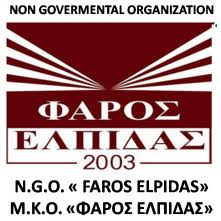 NON GOVERMENTAL ORGANIZATION
ΦΑΡΟΣ
ΕΛΠΙΔΑΣ
2003
N.G.O. « FAROS ELPIDAS»
Μ.Κ.Ο. «ΦΑΡΟΣ ΕΛΠΙΔΑΣ»